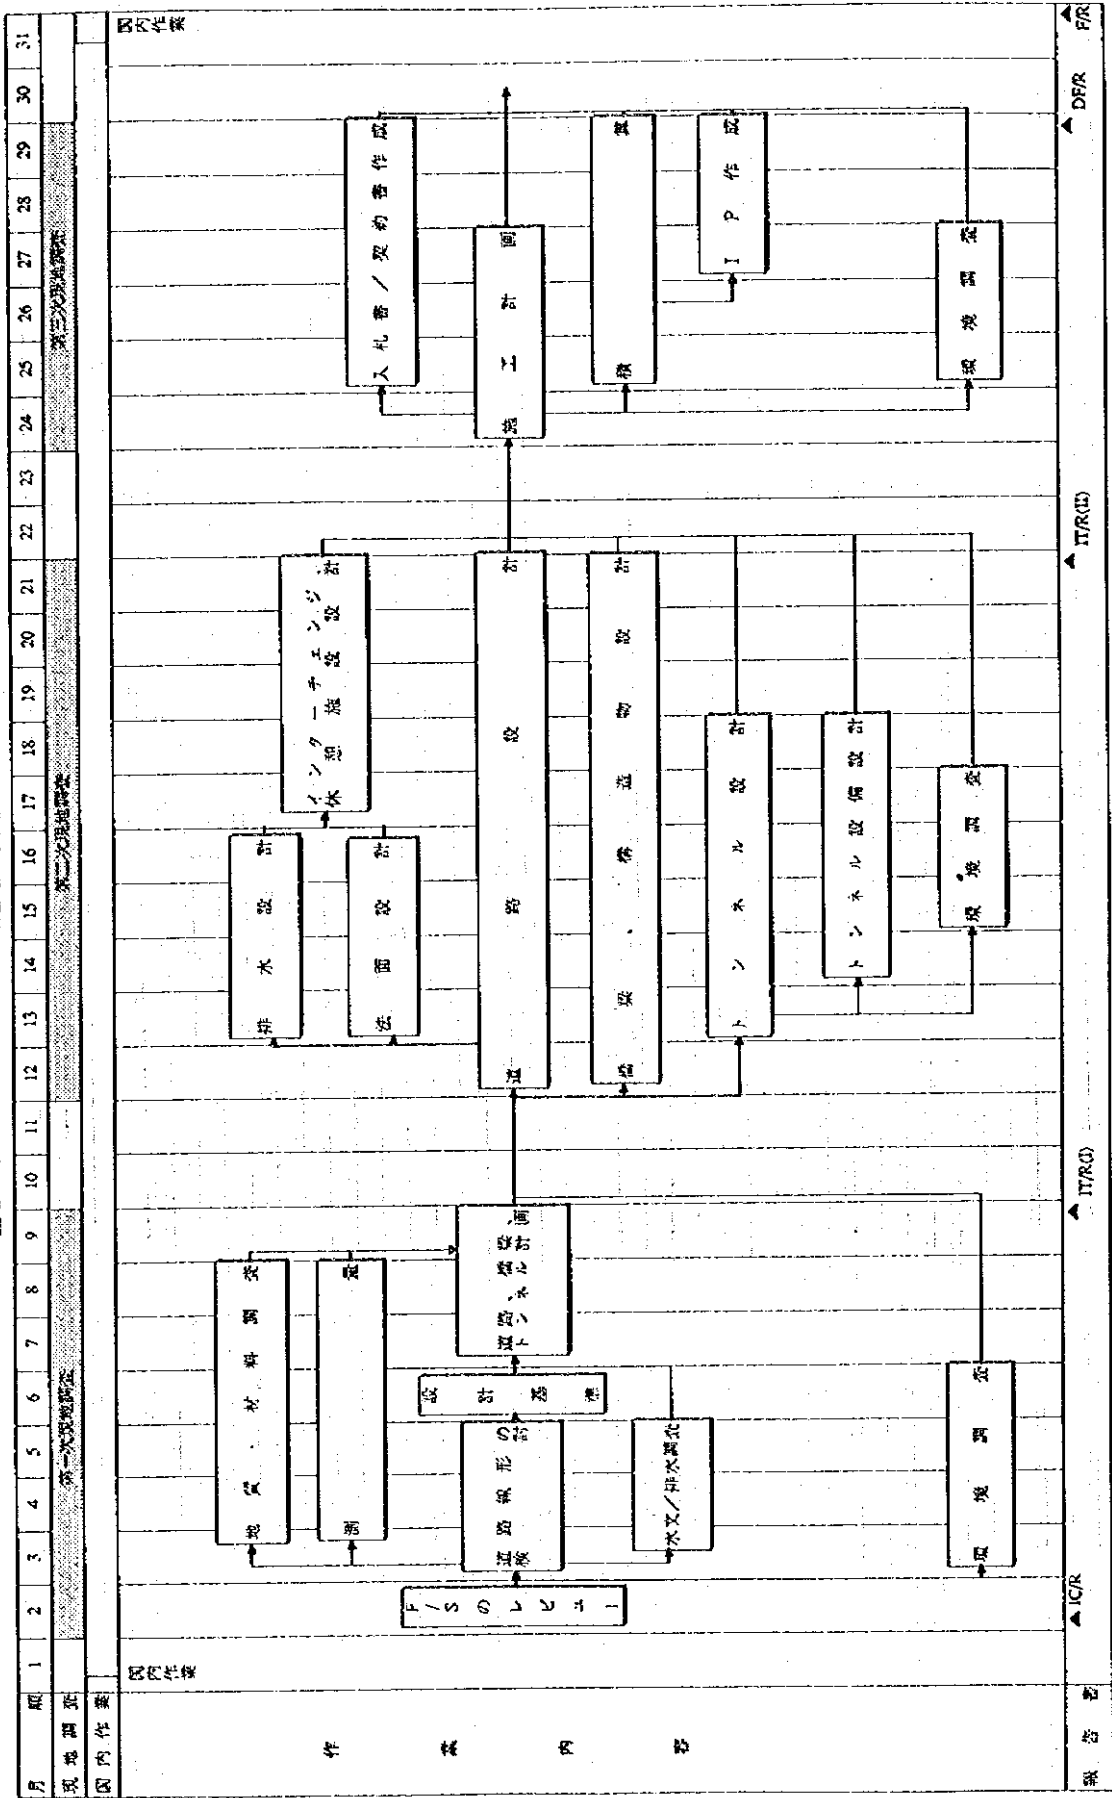 月 順 1 2 3 4 5 6 7 8 9 10 11 12 13 14 15 16 17 18 19 20 21 22 23 24 25 26 27 28 29 30 31
現地調査 第一次現地調査 第二次現地調査 第三次現地調査
国内作業
作業内容
国内作業
国内作業
F/Sのレビュー
地質・材料調査
測量
道路線形の
検討
水文/排水調査
環境調査
設計基準
道路、橋梁、
トンネル計画
排水設計
法面設計
インターチェンジ
休憩施設設計
道路設計
橋梁・構造物設計
トンネル設計
トンネル設備設計
環境調査
入札書/契約書作成
施工計画
積算
IP作成
環境調査
報告書 IC/R IT/R(I) IT/R(II) DF/R F/R